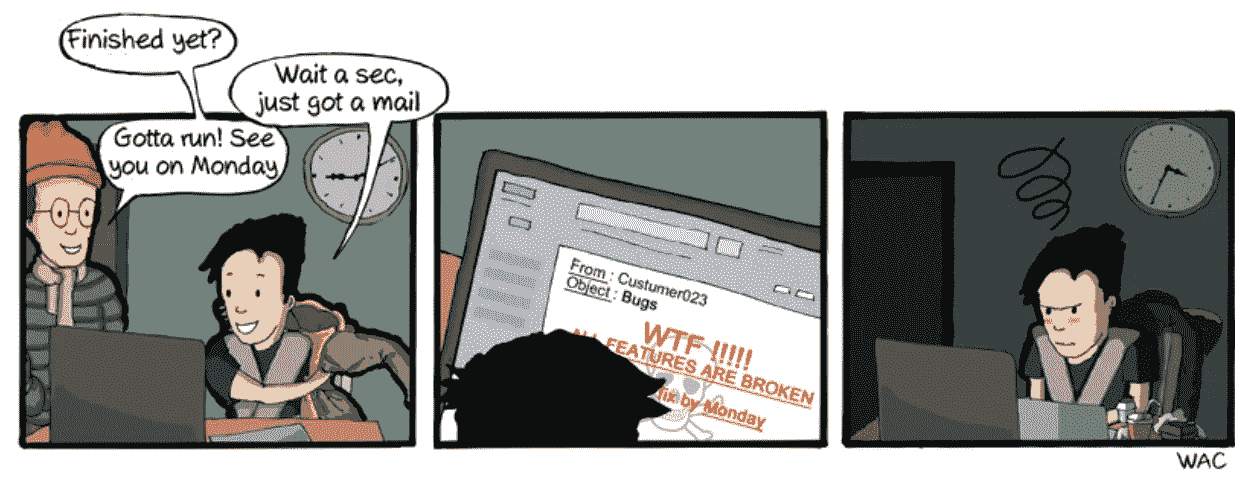 Finished yet?
Wait a sec,
just got a mail
Gotta run! See
you on Monday
From : Custumer023
Object : Bugs
WTF !!!!!
ALL FEATURES ARE BROKEN
fix by Monday
WAC